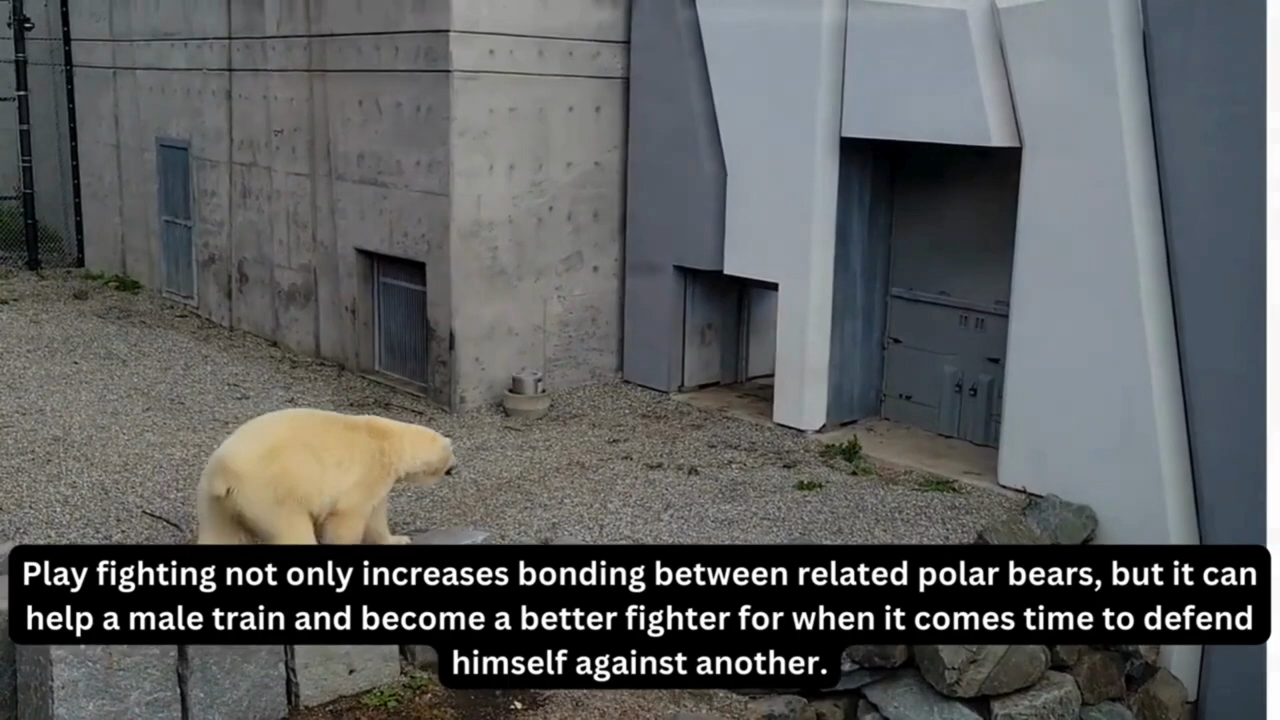 Play fighting not only increases bonding between related polar bears, but it can
help a male train and become a better fighter for when it comes time to defend
himself against another.